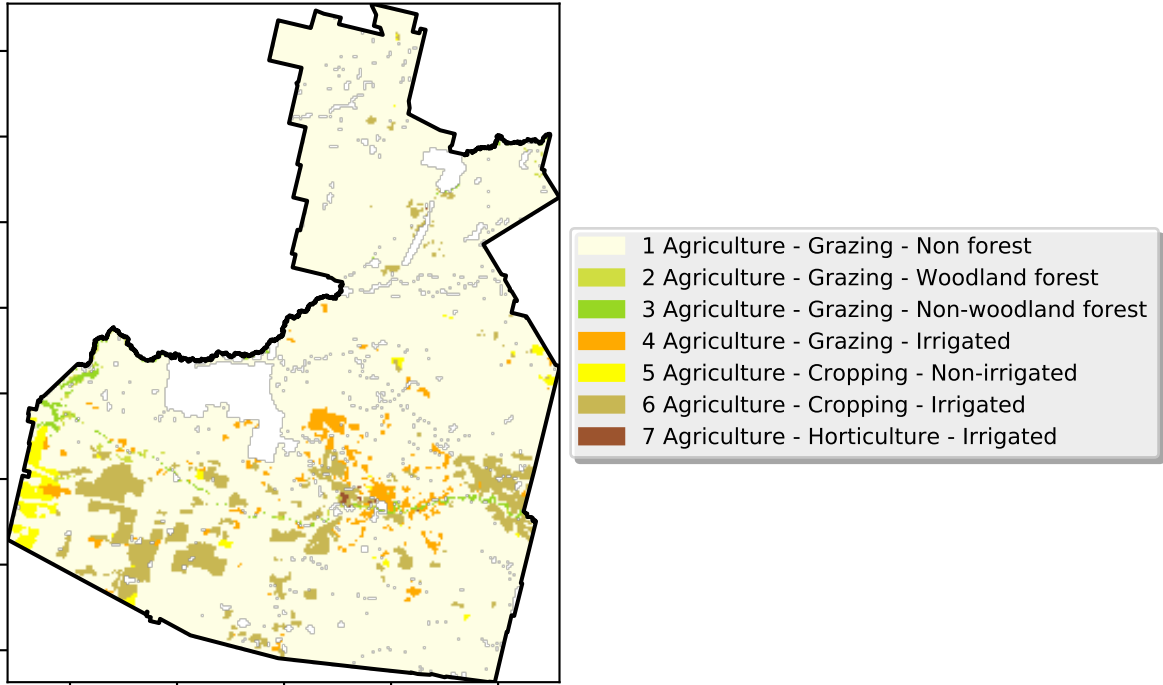 1 Agriculture - Grazing - Non forest
2 Agriculture - Grazing - Woodland forest
3 Agriculture - Grazing - Non-woodland forest
4 Agriculture - Grazing - Irrigated
5 Agriculture - Cropping - Non-irrigated
6 Agriculture - Cropping - Irrigated
7 Agriculture - Horticulture - Irrigated